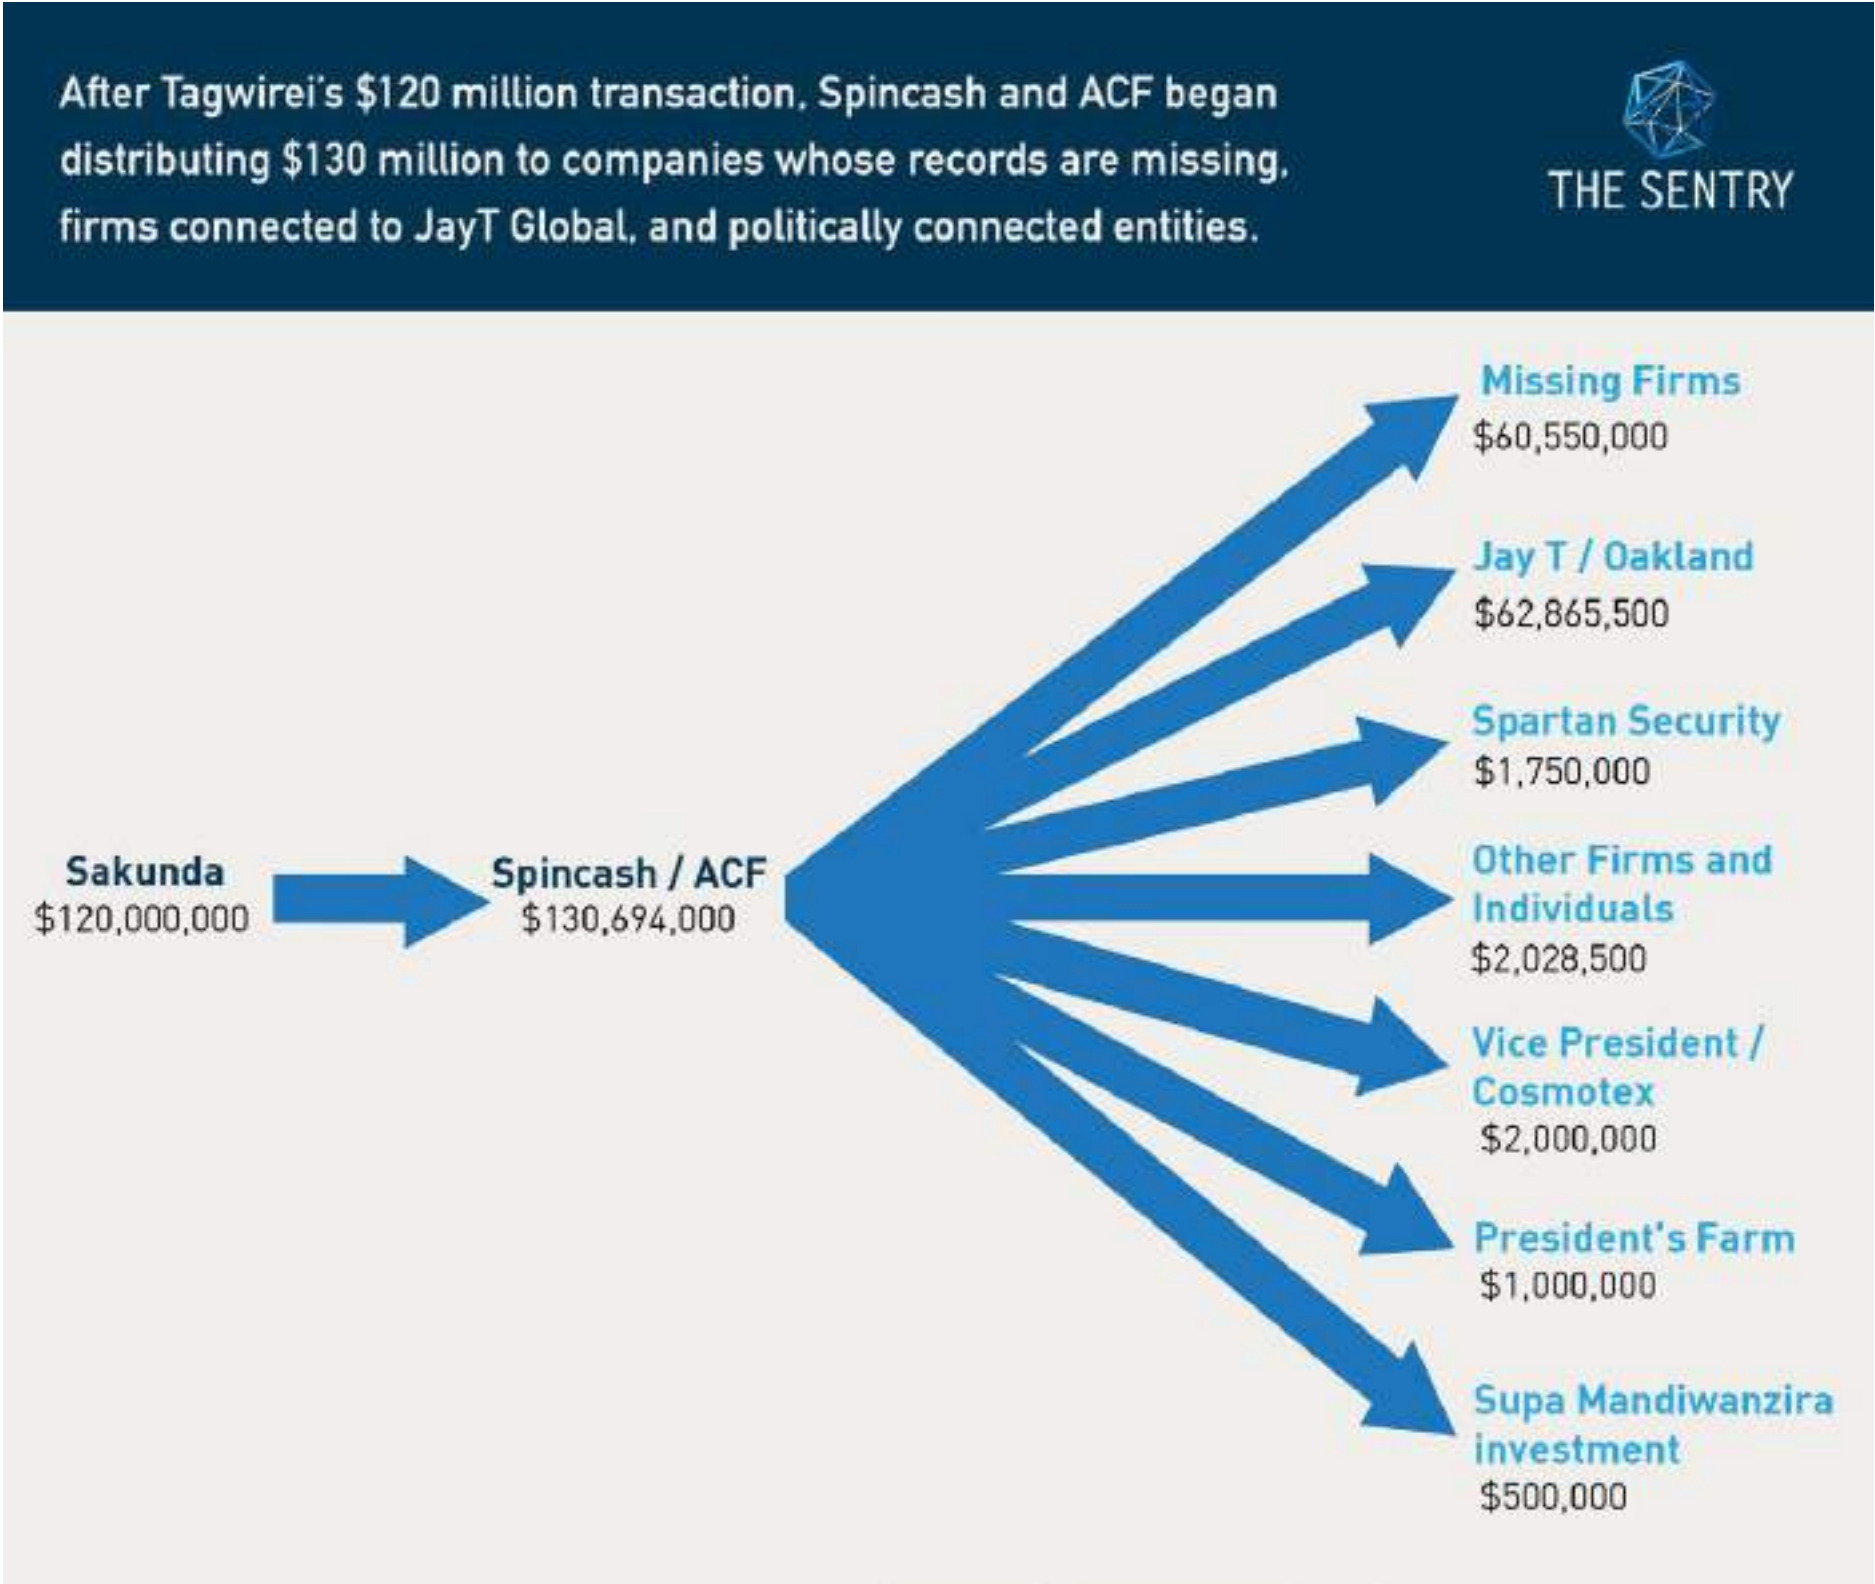 After Tagwirei's $120 million transaction, Spincash and ACF began
distributing $130 million to companies whose records are missing,
firms connected to JayT Global, and politically connected entities.
THE SENTRY
Missing Firms
$60,550,000
Jay T / Oakland
$62,865,500
Spartan Security
$1,750,000
Sakunda
$120,000,000
Spincash / ACF
$130,694,000
Other Firms and
Individuals
$2,028,500
Vice President /
Cosmotex
$2,000,000
President's Farm
$1,000,000
Supa Mandiwanzira
investment
$500,000